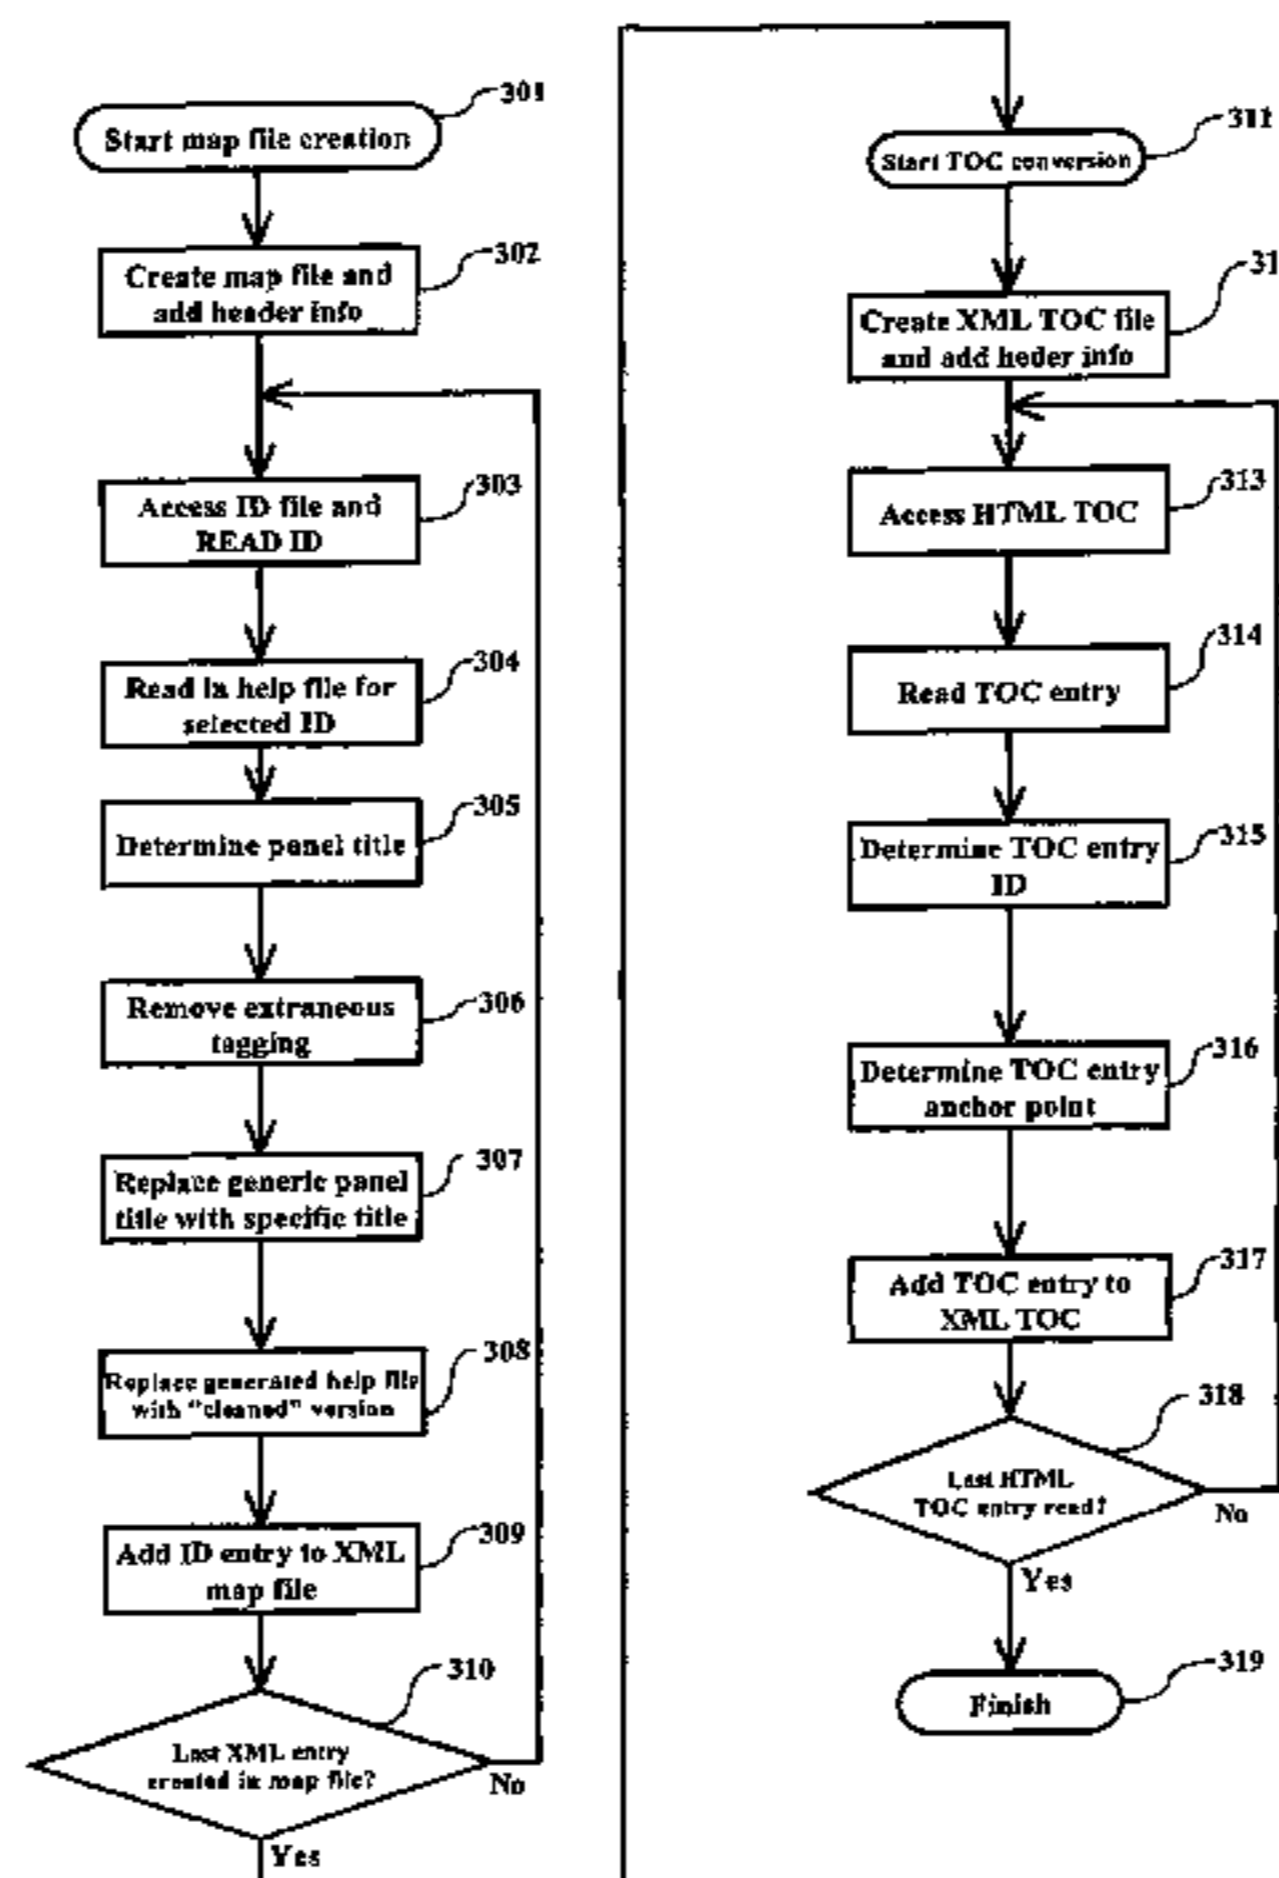 301
Start map file creation
302
Create map file and
add header info
303
Access ID file and
READ ID
304
Read in help file for
selected ID
305
Determine panel title
306
Remove extraneous
tagging
307
Replace generic panel
title with specific title
308
Replace generated help file
with "cleaned" version
309
Add ID entry to XML
map file
310
Last XML entry
created in map file?
No
Yes
311
Start TOC conversion
31
Create XML TOC file
and add heder info
313
Access HTML TOC
314
Read TOC entry
315
Determine TOC entry
ID
316
Determine TOC entry
anchor point
317
Add TOC entry to
XML TOC
318
Last HTML
TOC entry read?
No
Yes
319
Finish